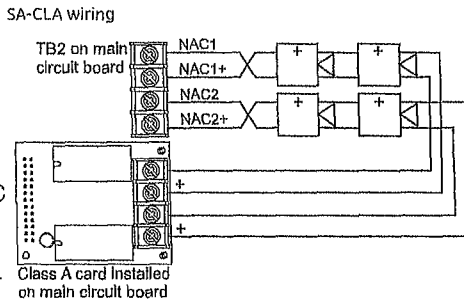 SA-CLA wiring
TB2 on main
circuit board
NAC1
NAC1+
NAC2
NAC2+
+
+
+
+
+
+
Class A card installed
on main circuit board